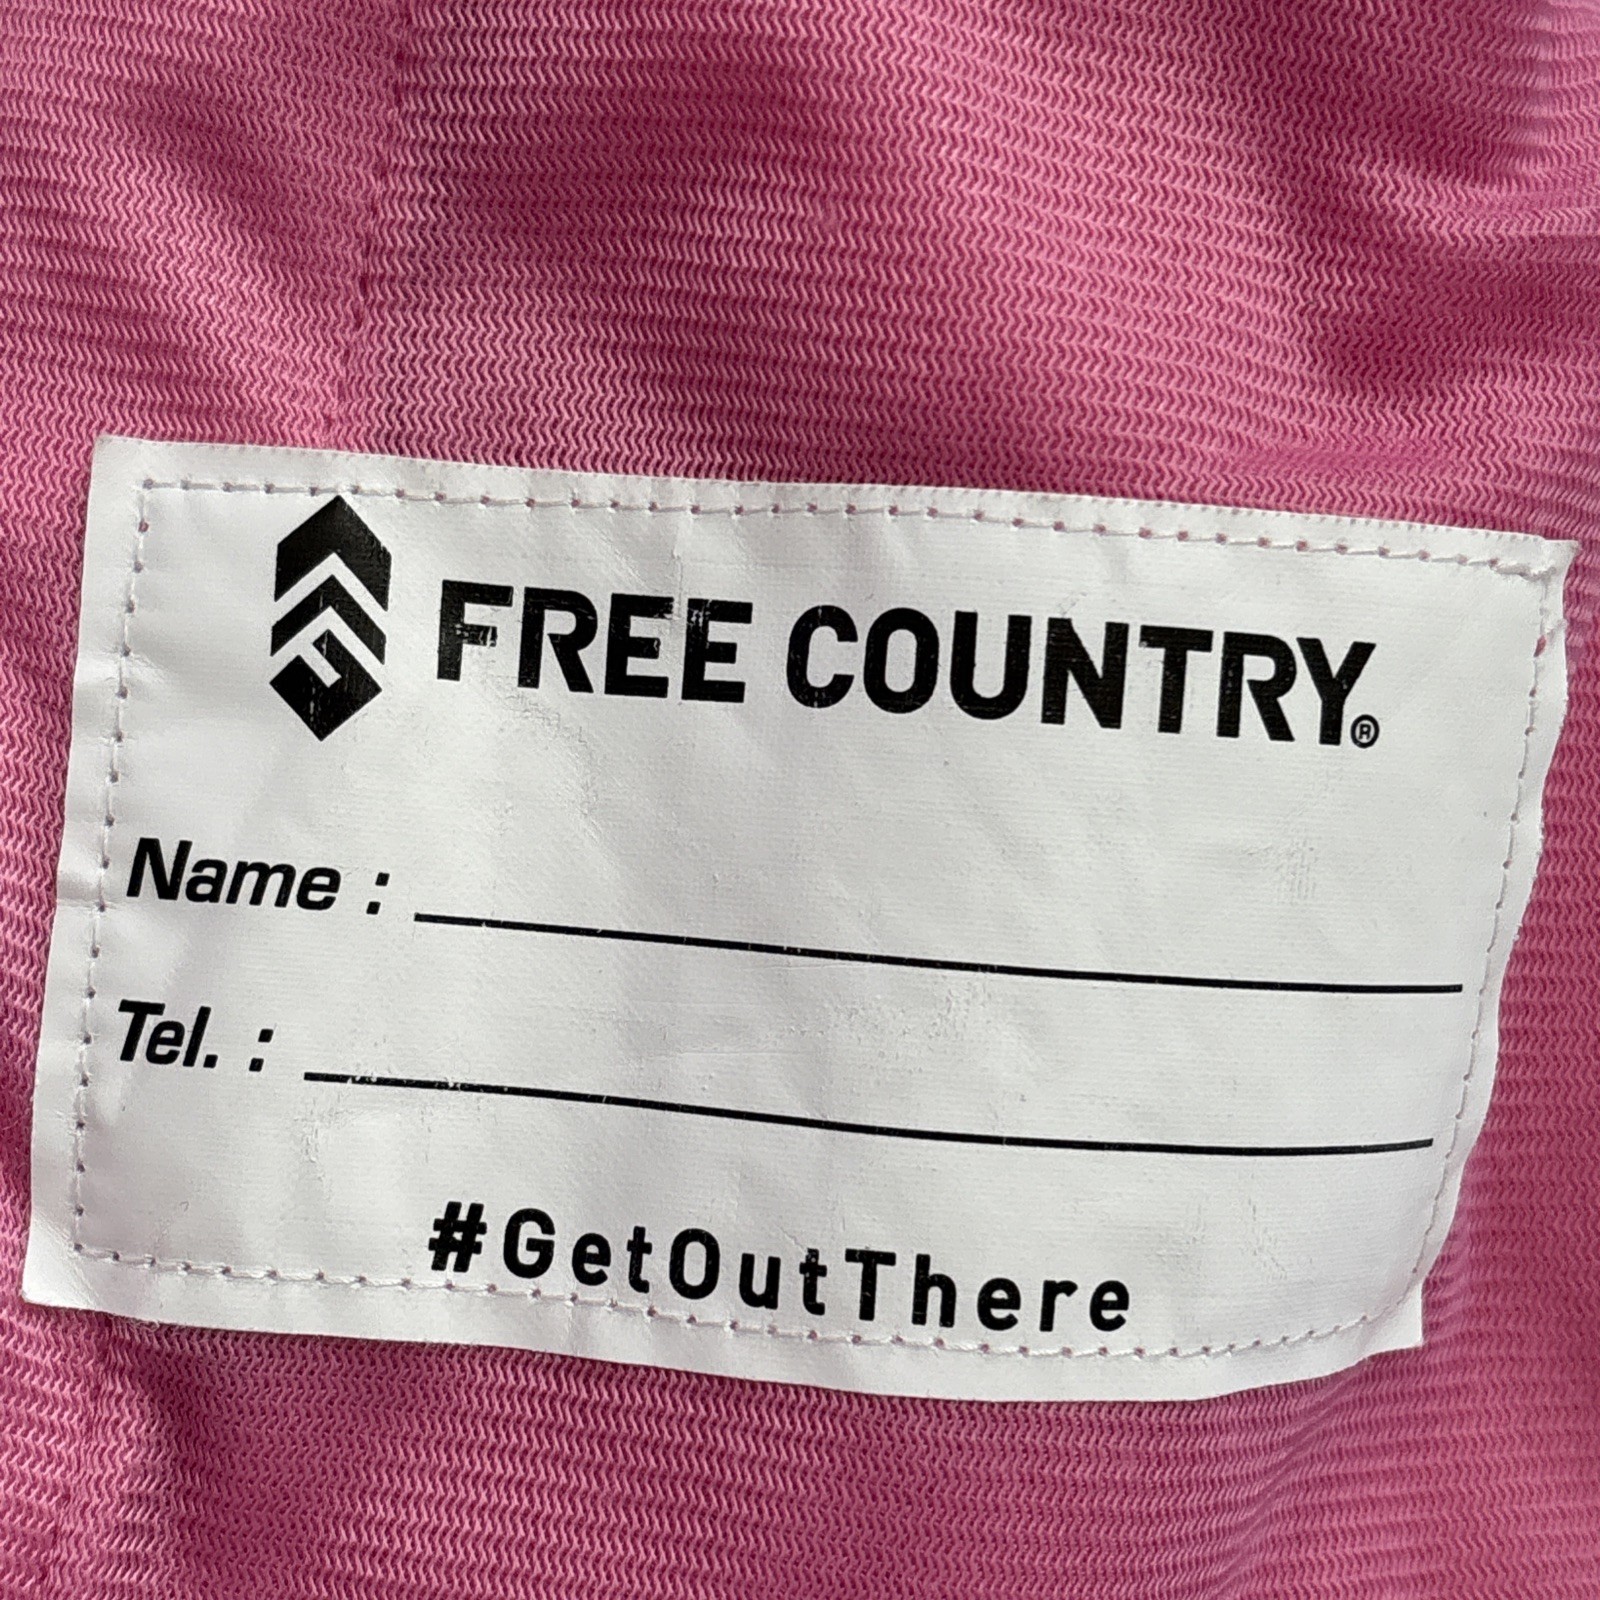 FREE COUNTRY®
Name : 
Tel. : 
#GetOutThere